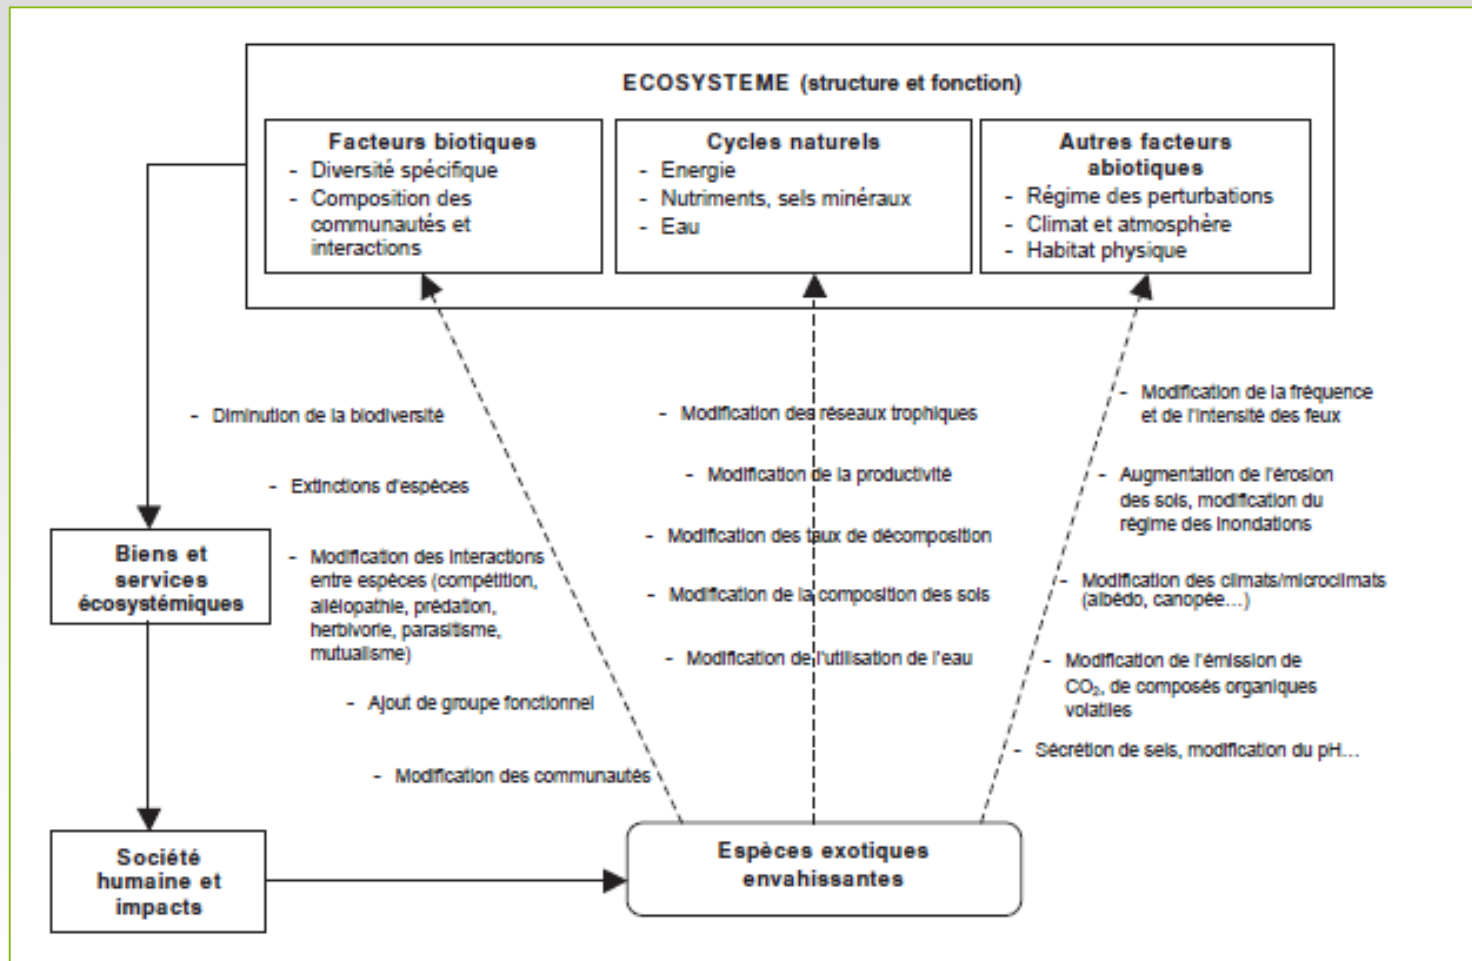 ECOSYSTEME (structure et fonction)
Facteurs biotiques
- Diversité spécifique
- Composition des
communautés et
interactions
Cycles naturels
- Energie
- Nutriments, sels minéraux
- Eau
Autres facteurs
abiotiques
- Régime des perturbations
- Climat et atmosphère
- Habitat physique
- Diminution de la biodiversité
- Extinctions d'espèces
- Modification des interactions
entre espèces (compétition,
allélopathie, prédation,
herbivorie, parasitisme,
mutualisme)
- Ajout de groupe fonctionnel
- Modification des communautés
- Modification des réseaux trophiques
- Modification de la productivité
- Modification des taux de décomposition
- Modification de la composition des sols
- Modification de l'utilisation de l'eau
- Modification de la fréquence
et de l'intensité des feux
- Augmentation de l'érosion
des sols, modification du
régime des inondations
- Modification des climats/microclimats
(albédo, canopée...)
- Modification de l'émission de
CO₂, de composés organiques
volatiles
- Sécrétion de sels, modification du pH...
Biens et
services
écosystémiques
Société
humaine et
impacts
Espèces exotiques
envahissantes